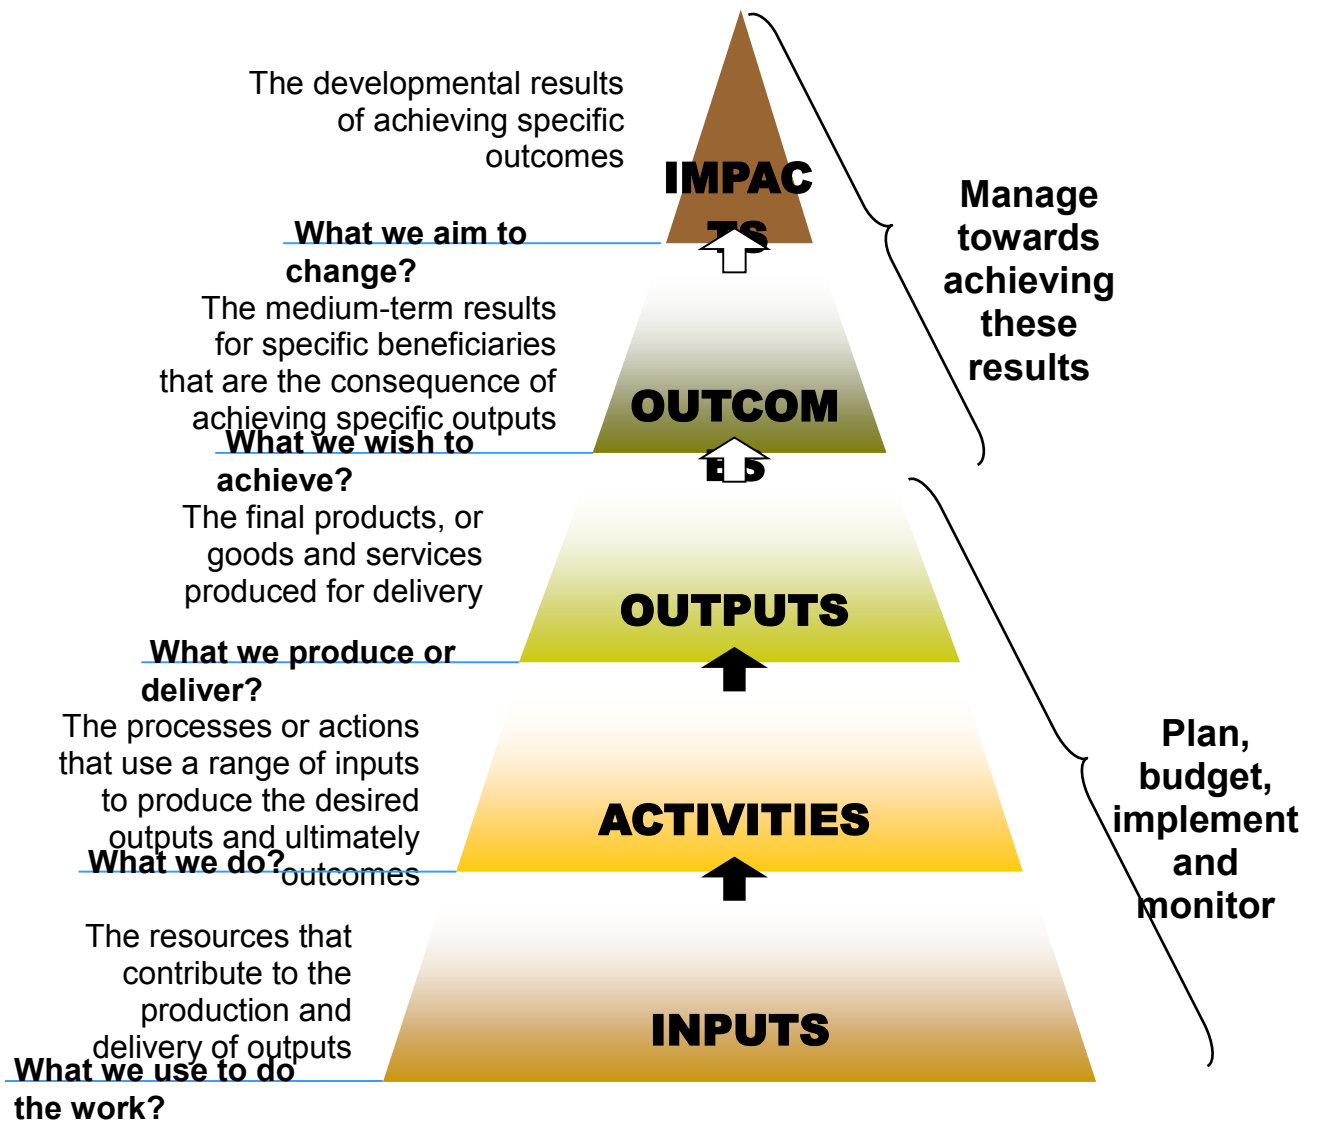 The developmental results
of achieving specific
outcomes
IMPAC
TS
What we aim to
change?
Manage
towards
achieving
these
results
The medium-term results
for specific beneficiaries
that are the consequence of
achieving specific outputs
OUTCOM
ES
What we wish to
achieve?
The final products, or
goods and services
produced for delivery
OUTPUTS
What we produce or
deliver?
The processes or actions
that use a range of inputs
to produce the desired
outputs and ultimately
outcomes
ACTIVITIES
What we do?
Plan,
budget,
implement
and
monitor
The resources that
contribute to the
production and
delivery of outputs
INPUTS
What we use to do
the work?